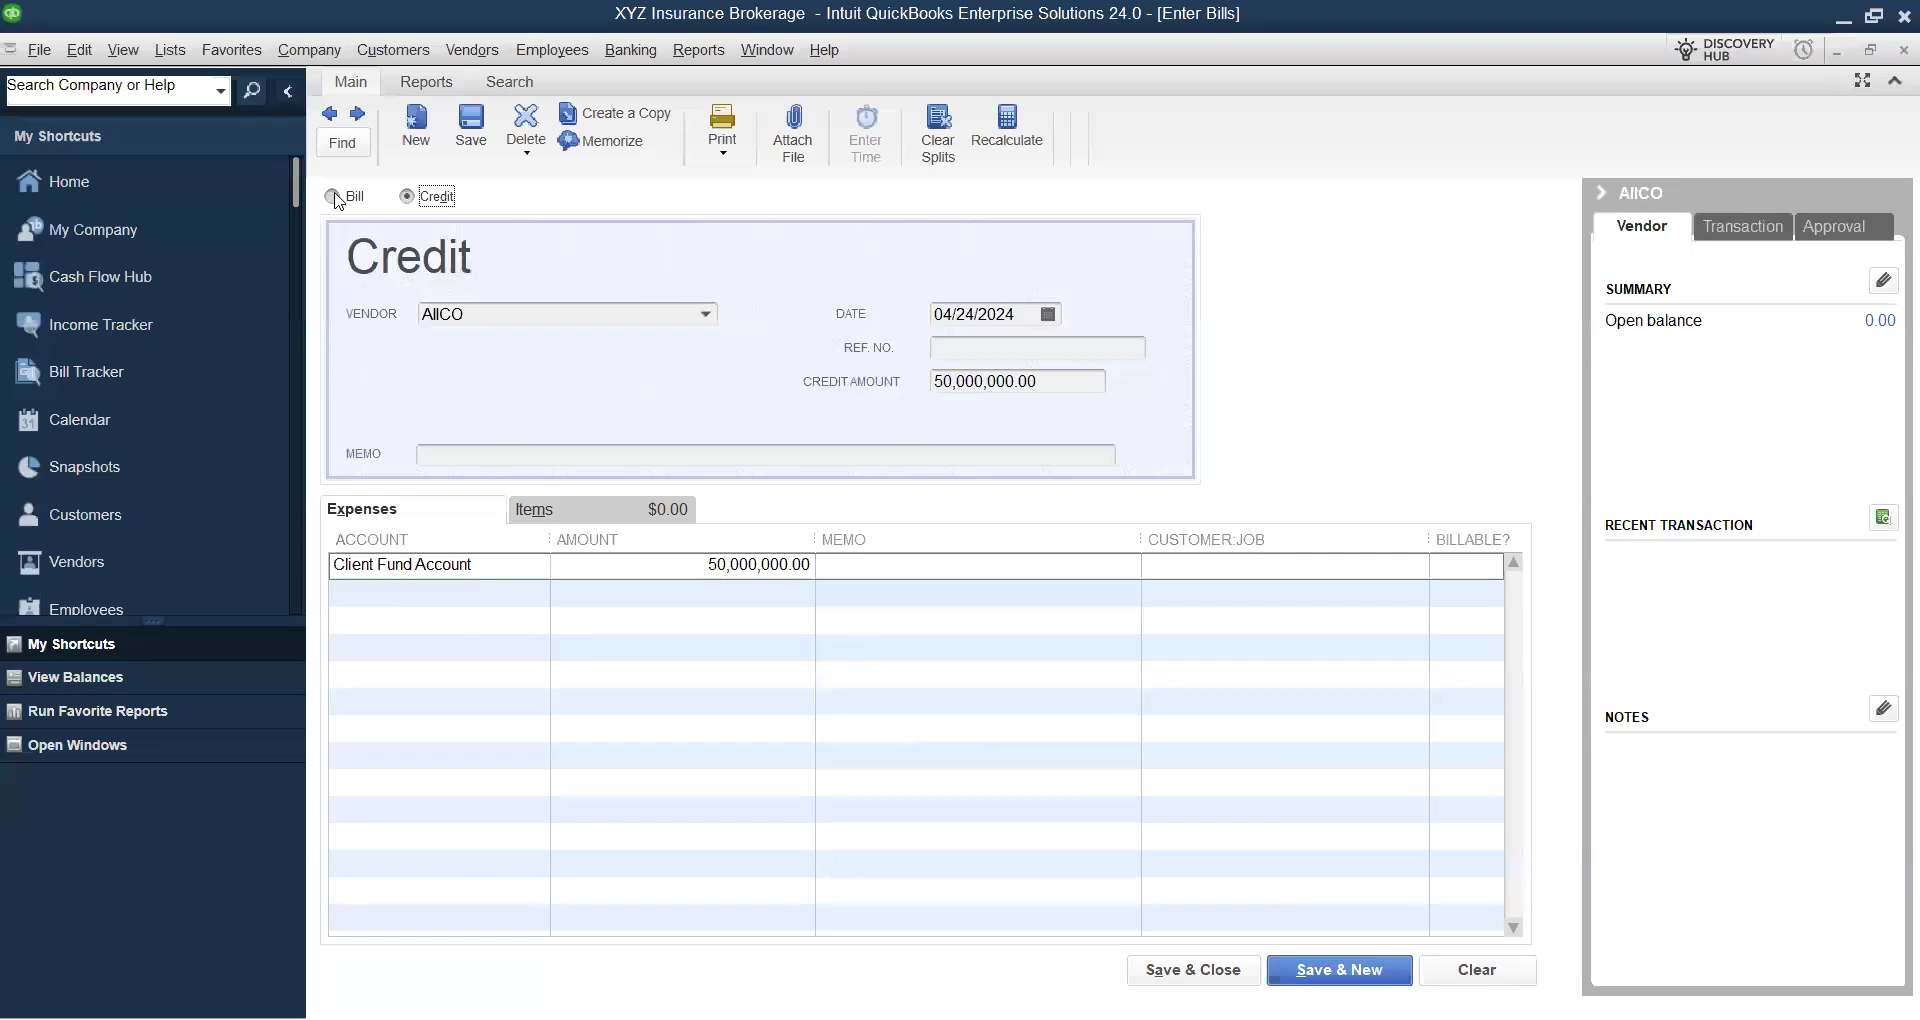 XYZ Insurance Brokerage - Intuit QuickBooks Enterprise Solutions 24.0 - [Enter Bills]
File Edit View Lists Favorites Company Customers Vendors Employees Banking Reports Window Help
DISCOVERY HUB
Search Company or Help
Main Reports Search
Find
New
Save
Delete
Create a Copy
Memorize
Print
Attach File
Enter Time
Clear Splits
Recalculate
My Shortcuts
Home
My Company
Cash Flow Hub
Income Tracker
Bill Tracker
Calendar
31
Snapshots
Customers
Vendors
Employees
My Shortcuts
View Balances
Run Favorite Reports
Open Windows
Bill Credit
Credit
VENDOR AIICO
DATE 04/24/2024
REF. NO.
CREDIT AMOUNT 50,000,000.00
MEMO
Expenses Items $0.00
ACCOUNT AMOUNT MEMO CUSTOMER:JOB BILLABLE?
Client Fund Account 50,000,000.00
Save & Close Save & New Clear
AIICO
Vendor Transaction Approval
SUMMARY
Open balance 0.00
RECENT TRANSACTION
NOTES